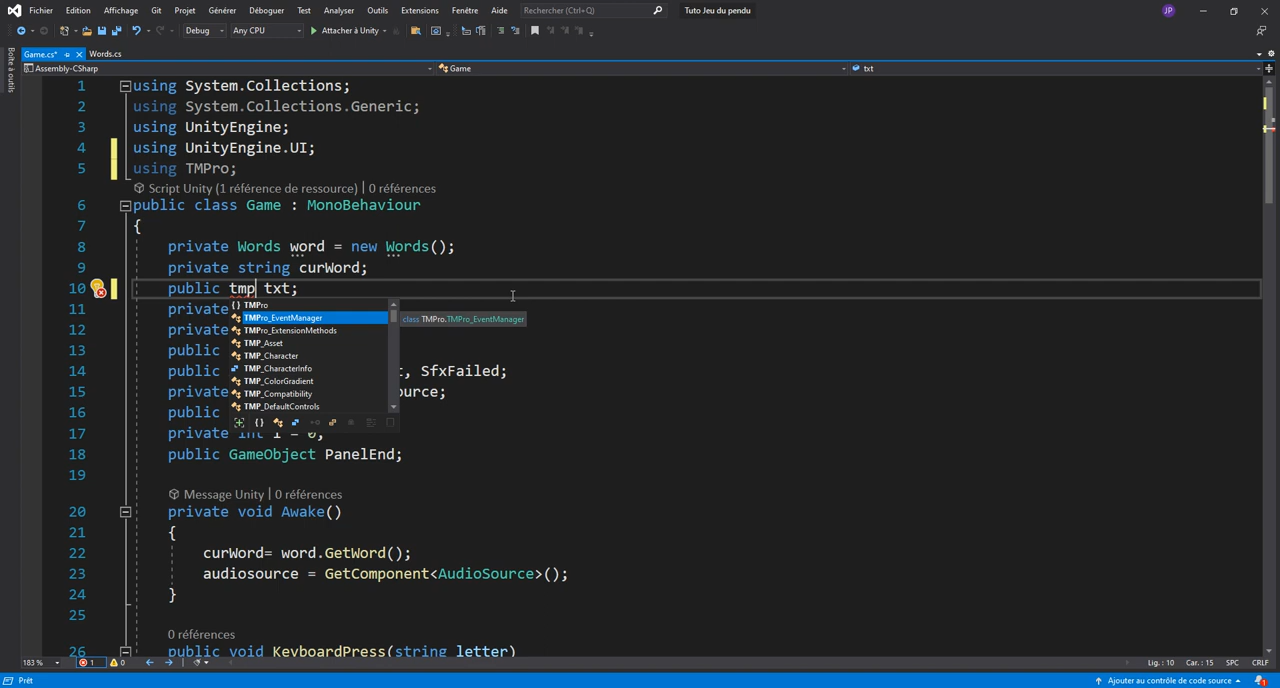 Fichier Edition Affichage Git Projet Générer Déboguer Test Analyser Outils Extensions Fenêtre Aide Rechercher (Ctrl+Q) Tuto Jeu du pendu JP
Debug Any CPU Attacher à Unity
Boîte à outils
Game.cs* Words.cs
Assembly-CSharp Game txt
1 using System.Collections;
2 using System.Collections.Generic;
3 using UnityEngine;
4 using UnityEngine.UI;
5 using TMPro;
Script Unity (1 référence de ressource) | 0 références
6 public class Game : MonoBehaviour
7 {
8 private Words word = new Words();
9 private string curWord;
10 public tmp txt;
{ } TMPro
11 private
TMPro_EventManager class TMPro.TMPro_EventManager
12 private
TMPro_ExtensionMethods
TMP_Asset
13 public
TMP_Character
14 public , SfxFailed;
TMP_CharacterInfo
TMP_ColorGradient
15 private ource;
TMP_Compatibility
TMP_DefaultControls
16 public
17 private int i = 0;
18 public GameObject PanelEnd;
19
Message Unity | 0 références
20 private void Awake()
21 {
22 curWord= word.GetWord();
23 audiosource = GetComponent<AudioSource>();
24 }
25
0 références
26 public void KeyboardPress(string letter)
183 % 1 0 Lig. : 10 Car. : 15 SPC CRLF
Prêt Ajouter au contrôle de code source 1